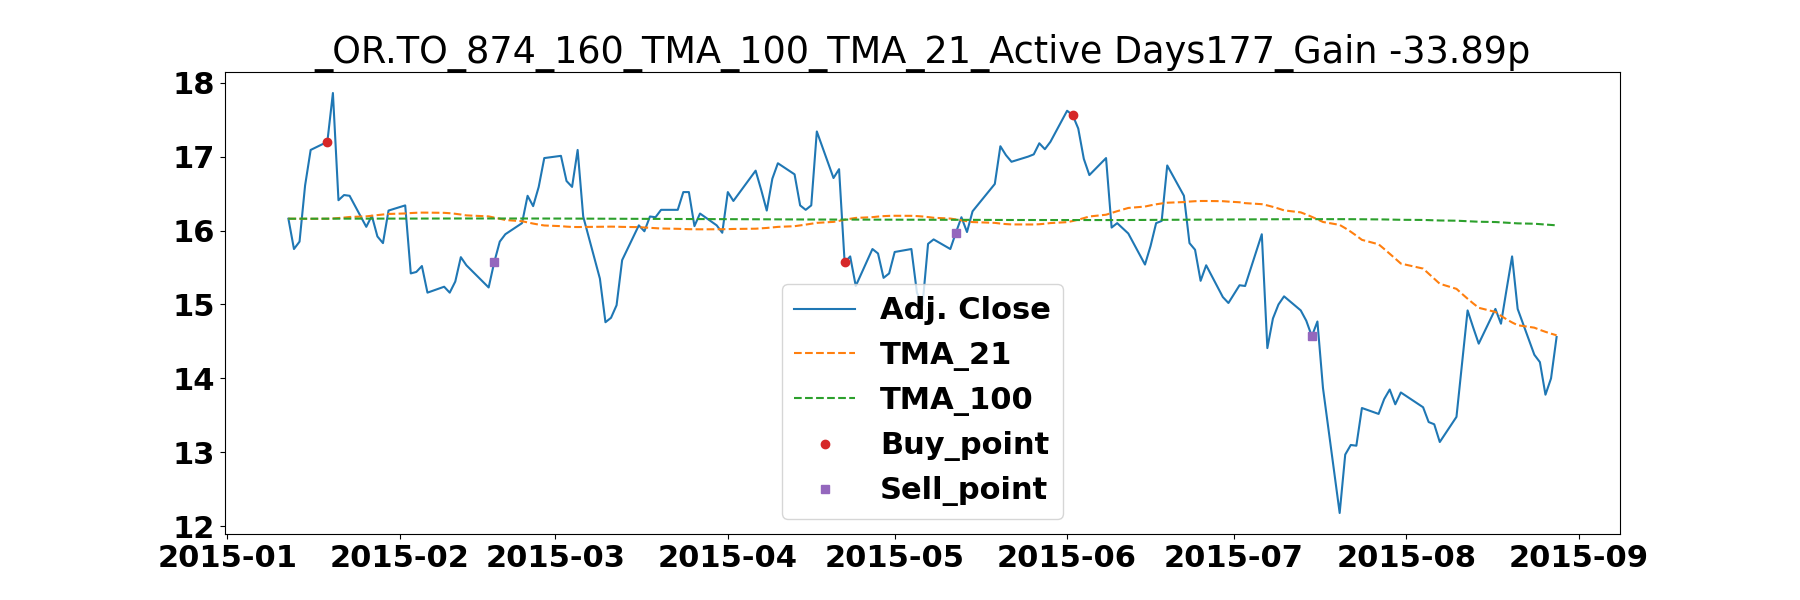 _OR.TO_874_160_TMA_100_TMA_21_Active Days177_Gain -33.89p
18
17
16
15
14
13
12
Adj. Close
TMA_21
TMA_100
Buy_point
Sell_point
2015-01 2015-02 2015-03 2015-04 2015-05 2015-06 2015-07 2015-08 2015-09